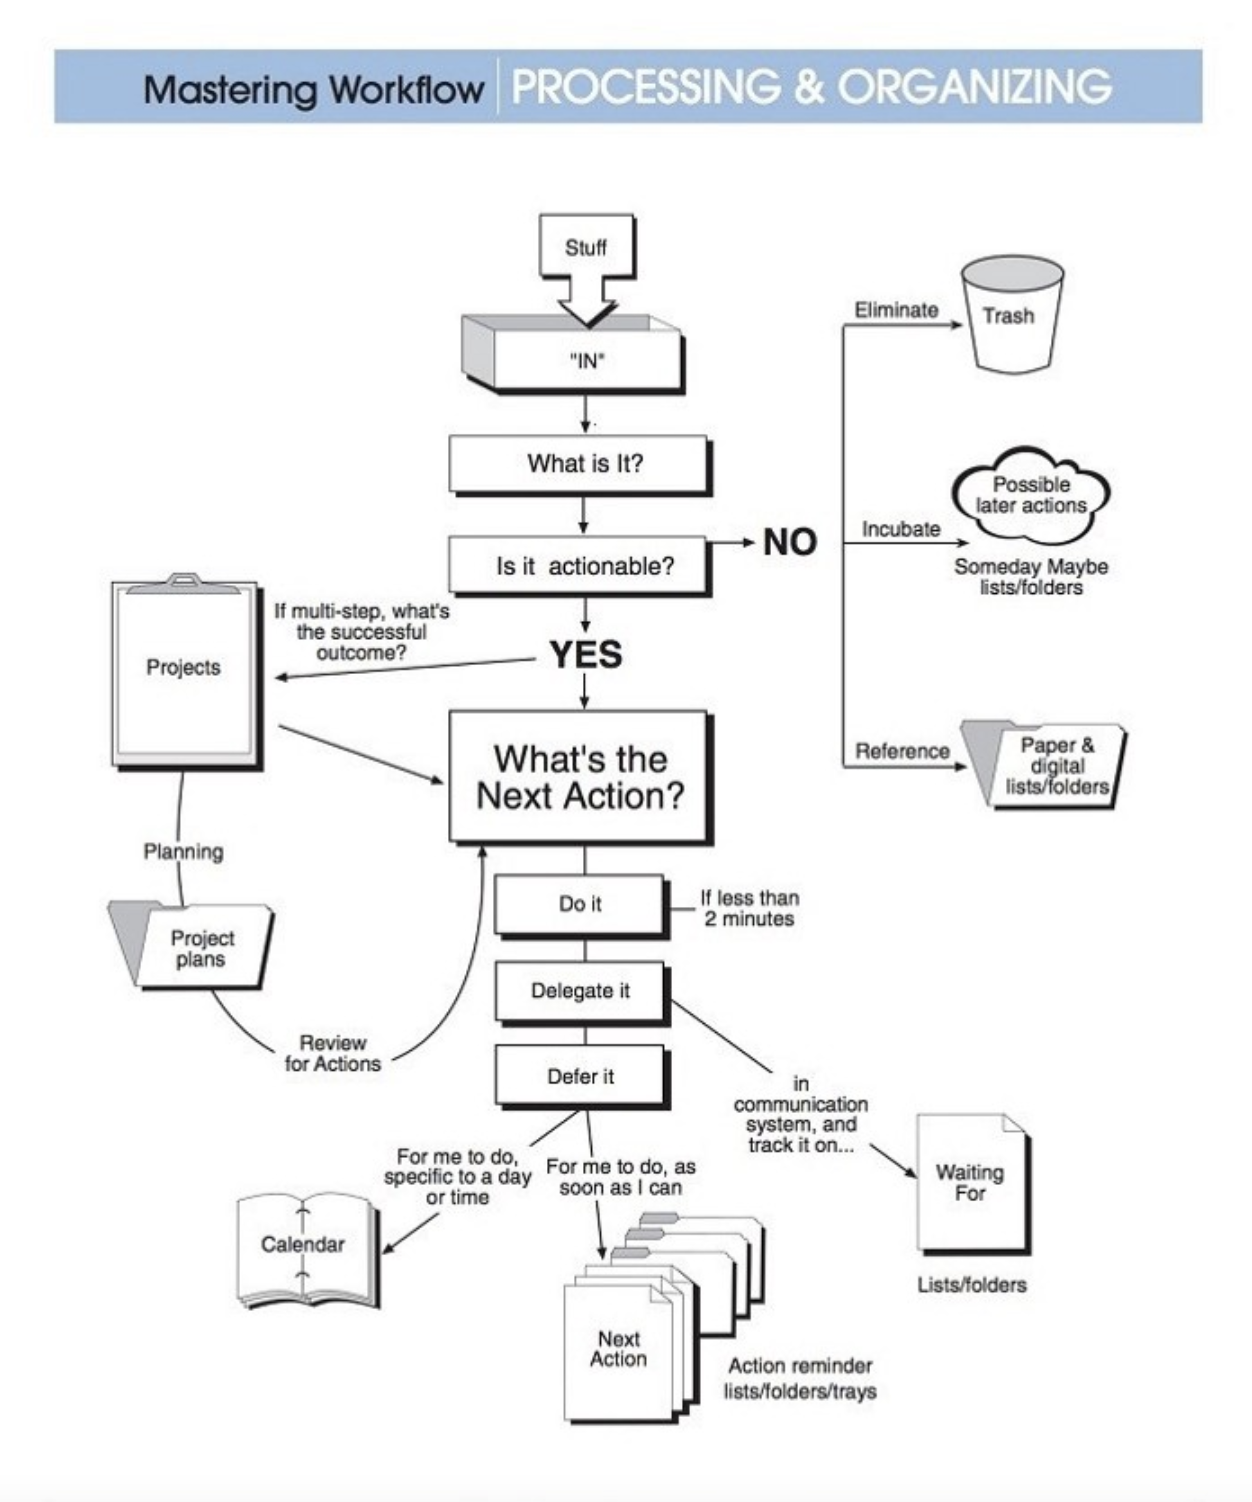 Mastering Workflow PROCESSING & ORGANIZING
Stuff
"IN"
What is It?
Is it actionable?
NO
Eliminate
Trash
Incubate
Possible
later actions
Someday Maybe
lists/folders
Reference
Paper &
digital
lists/folders
YES
If multi-step, what's
the successful
outcome?
Projects
Planning
Project
plans
Review
for Actions
What's the
Next Action?
Do it
If less than
2 minutes
Delegate it
in
communication
system, and
track it on...
Waiting
For
Lists/folders
Defer it
For me to do,
specific to a day
or time
Calendar
For me to do, as
soon as I can
Next
Action
Action reminder
lists/folders/trays